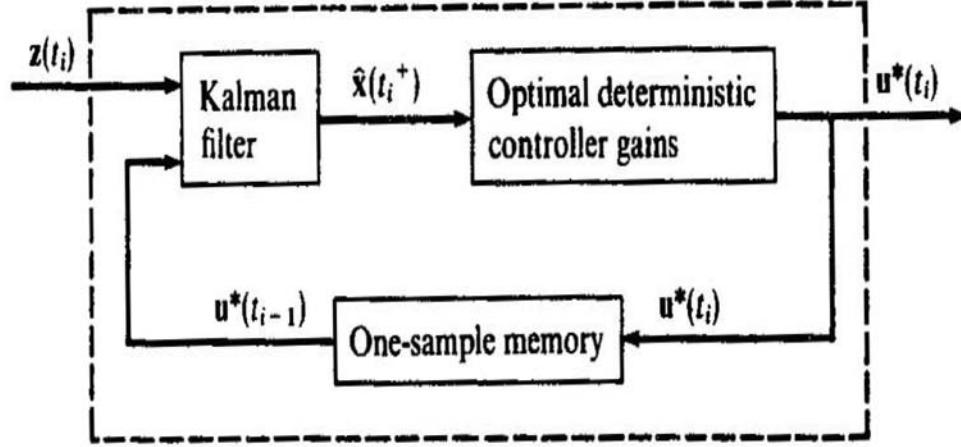 z(tᵢ)
Kalman
filter
x̂(tᵢ⁺)
Optimal deterministic
controller gains
u*(tᵢ)
u*(tᵢ₋₁)
One-sample memory
u*(tᵢ)